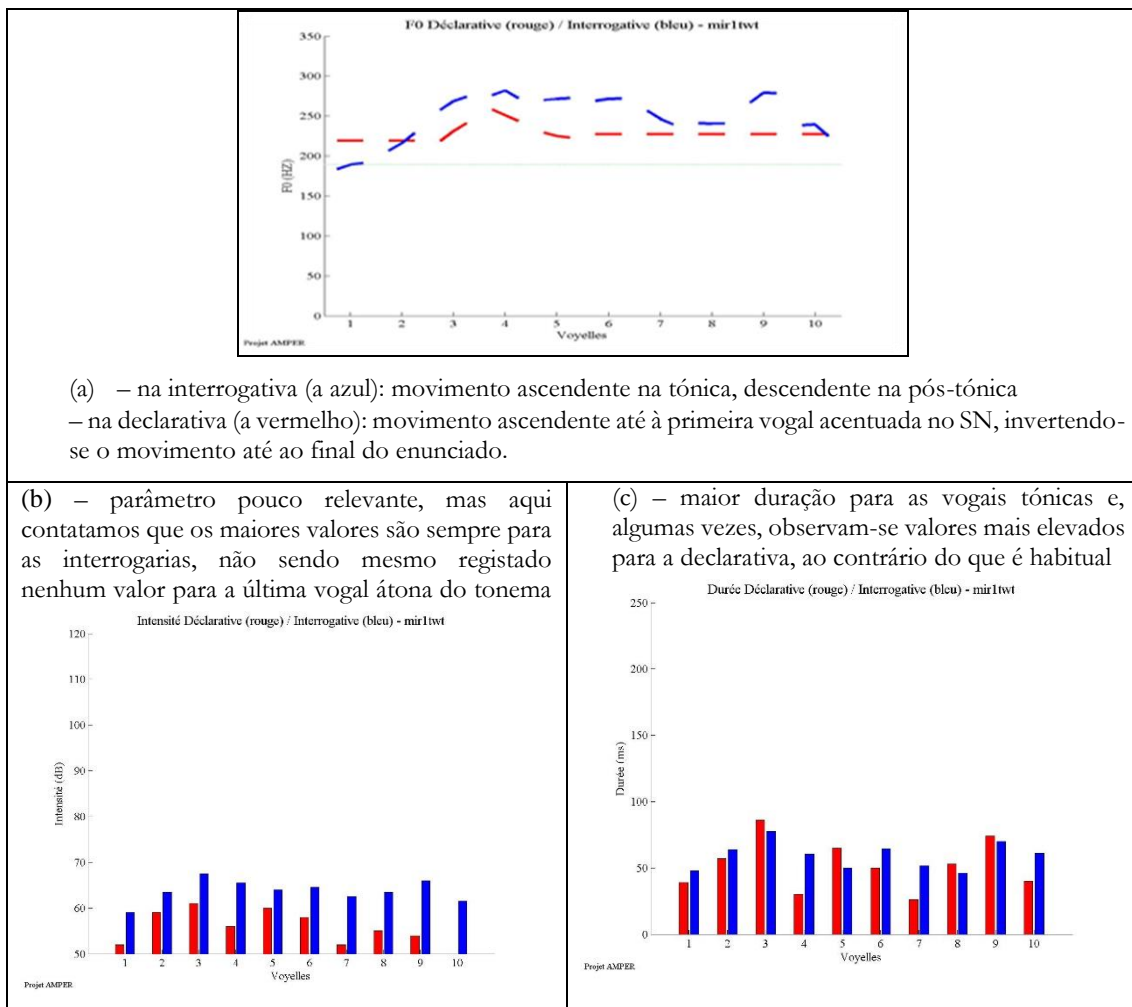 F0 Déclarative (rouge) / Interrogative (bleu) - mir1twt
350
300
250
200
150
100
50
0
F0 (HZ)
1 2 3 4 5 6 7 8 9 10
Voyelles
Projet AMPER
(a) – na interrogativa (a azul): movimento ascendente na tónica, descendente na pós-tónica
– na declarativa (a vermelho): movimento ascendente até à primeira vogal acentuada no SN, invertendo-
se o movimento até ao final do enunciado.
(b) – parâmetro pouco relevante, mas aqui
contatamos que os maiores valores são sempre para
as interrogarias, não sendo mesmo registado
nenhum valor para a última vogal átona do tonema
Intensité Déclarative (rouge) / Interrogative (bleu) - mir1twt
120
110
100
90
80
70
60
50
Intensité (dB)
1 2 3 4 5 6 7 8 9 10
Voyelles
Projet AMPER
(c) – maior duração para as vogais tónicas e,
algumas vezes, observam-se valores mais elevados
para a declarativa, ao contrário do que é habitual
Durée Déclarative (rouge) / Interrogative (bleu) - mir1twt
250
200
150
100
50
0
Durée (ms)
1 2 3 4 5 6 7 8 9 10
Voyelles
Projet AMPER